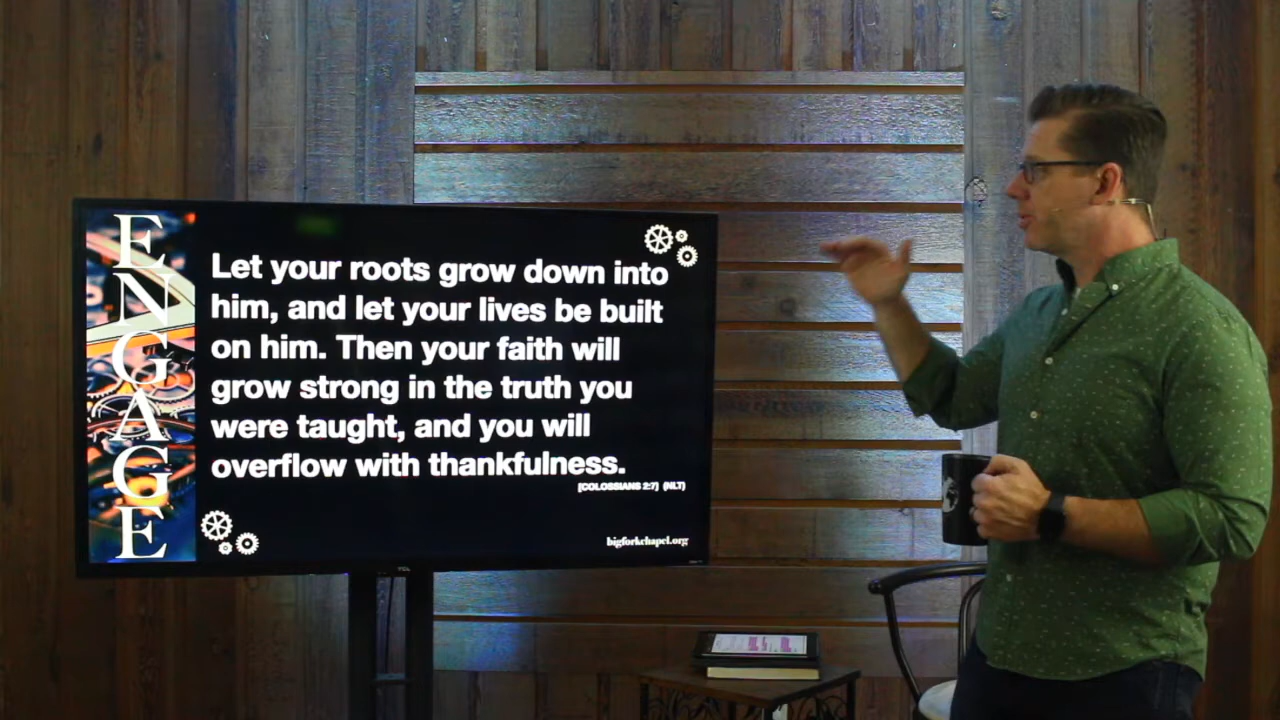 ENGAGE
Let your roots grow down into
him, and let your lives be built
on him. Then your faith will
grow strong in the truth you
were taught, and you will
overflow with thankfulness.
[COLOSSIANS 2:7] (NLT)
bigforkchapel.org
TCL